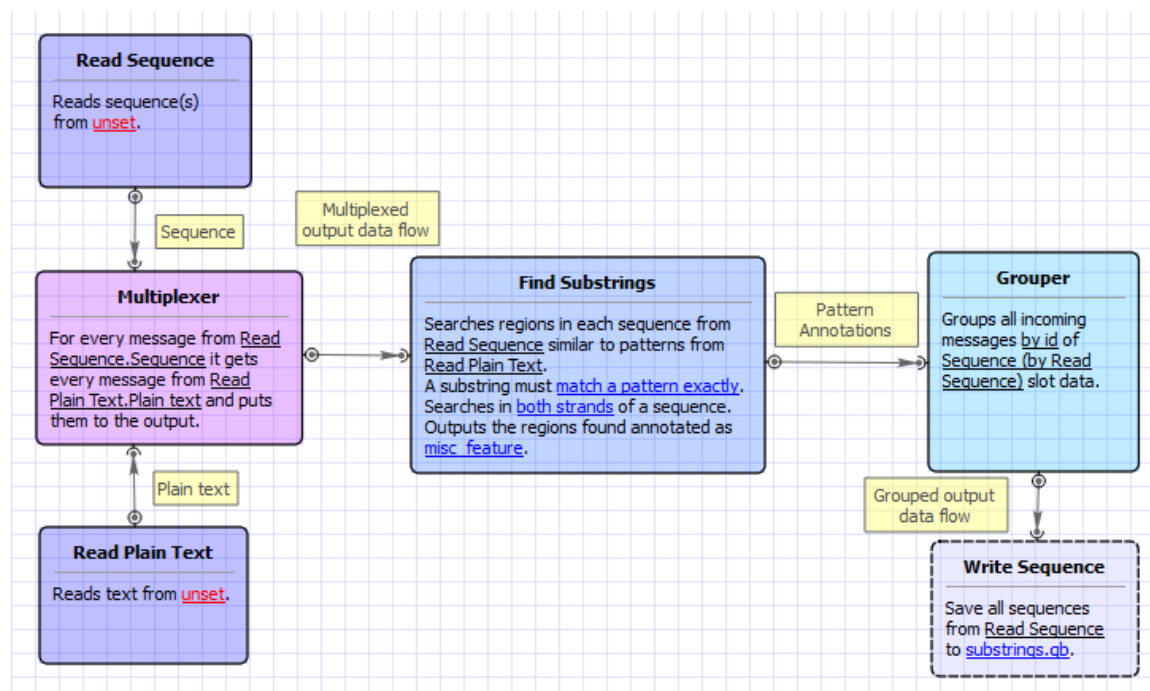 Read Sequence
Reads sequence(s)
from unset.
Sequence
Multiplexed
output data flow
Multiplexer
For every message from Read
Sequence.Sequence it gets
every message from Read
Plain Text.Plain text and puts
them to the output.
Find Substrings
Searches regions in each sequence from
Read Sequence similar to patterns from
Read Plain Text.
A substring must match a pattern exactly.
Searches in both strands of a sequence.
Outputs the regions found annotated as
misc_feature.
Pattern
Annotations
Grouper
Groups all incoming
messages by id of
Sequence (by Read
Sequence) slot data.
Plain text
Grouped output
data flow
Read Plain Text
Reads text from unset.
Write Sequence
Save all sequences
from Read Sequence
to substrings.gb.